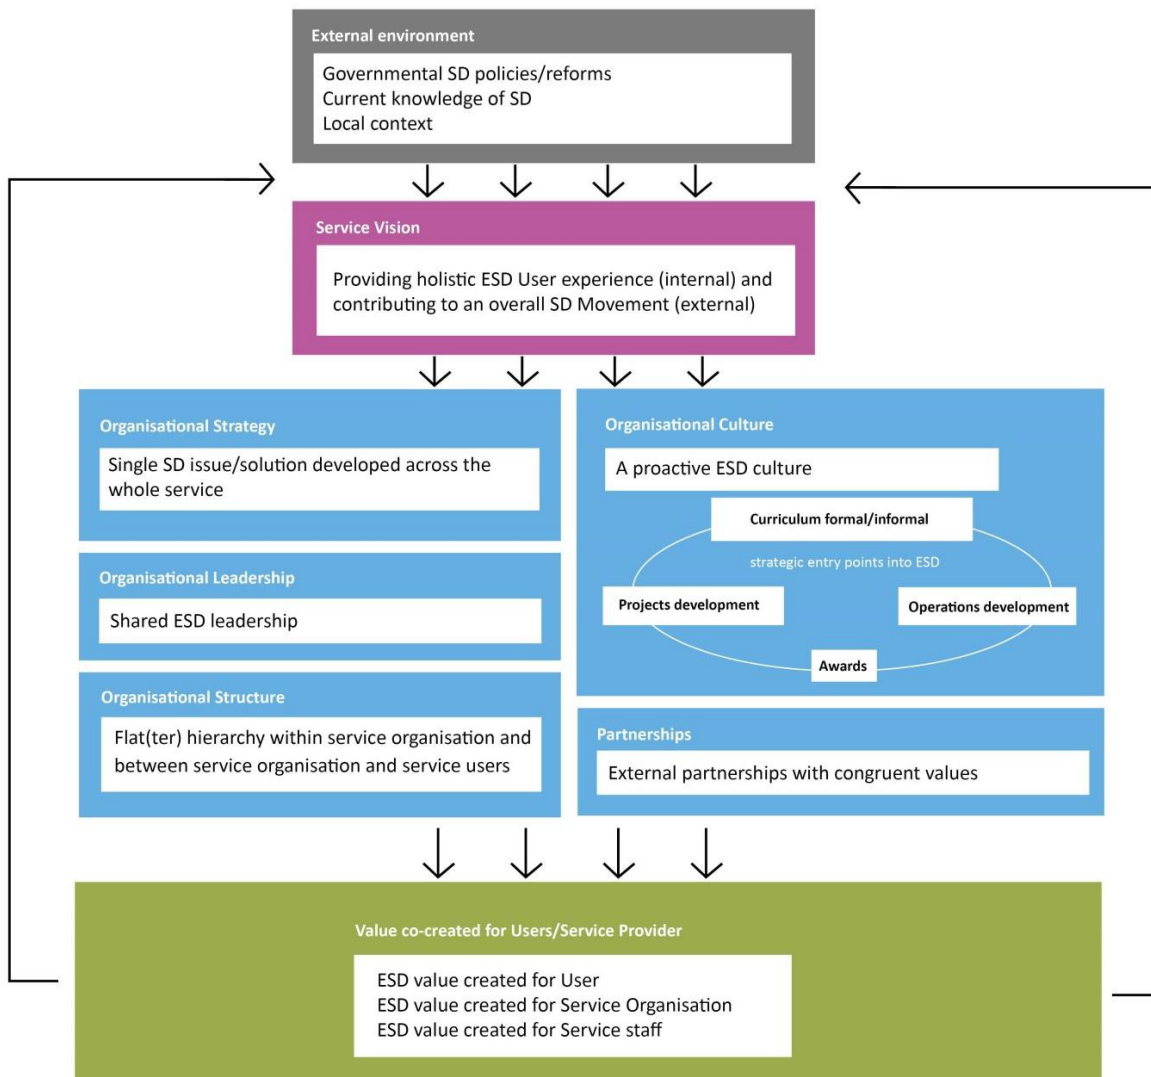 External environment
Governmental SD policies/reforms
Current knowledge of SD
Local context
Service Vision
Providing holistic ESD User experience (internal) and
contributing to an overall SD Movement (external)
Organisational Strategy
Single SD issue/solution developed across the
whole service
Organisational Leadership
Shared ESD leadership
Organisational Structure
Flat(ter) hierarchy within service organisation and
between service organisation and service users
Organisational Culture
A proactive ESD culture
Curriculum formal/informal
strategic entry points into ESD
Projects development
Operations development
Awards
Partnerships
External partnerships with congruent values
Value co-created for Users/Service Provider
ESD value created for User
ESD value created for Service Organisation
ESD value created for Service staff